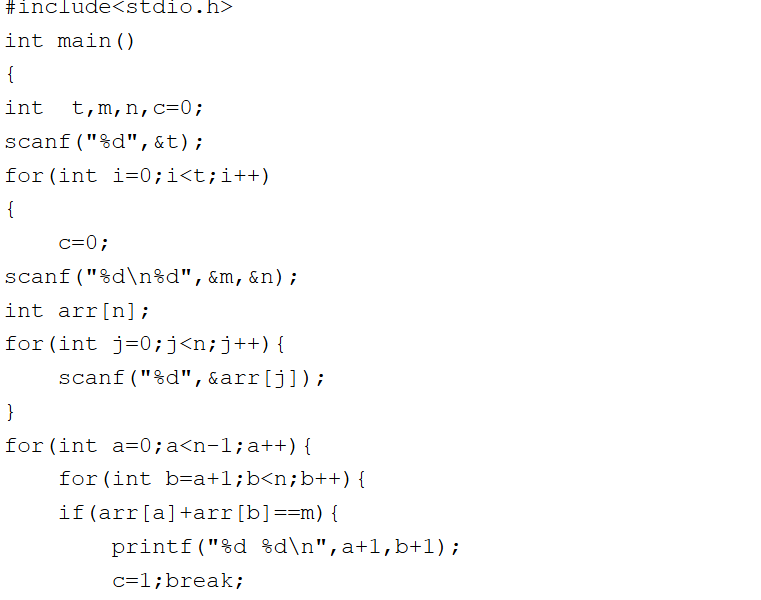 #include<stdio.h>
int main()
{
int  t,m,n,c=0;
scanf("%d",&t);
for(int i=0;i<t;i++)
{
    c=0;
scanf("%d\n%d",&m,&n);
int arr[n];
for(int j=0;j<n;j++){
    scanf("%d",&arr[j]);
}
for(int a=0;a<n-1;a++){
    for(int b=a+1;b<n;b++){
    if(arr[a]+arr[b]==m){
        printf("%d %d\n",a+1,b+1);
        c=1;break;